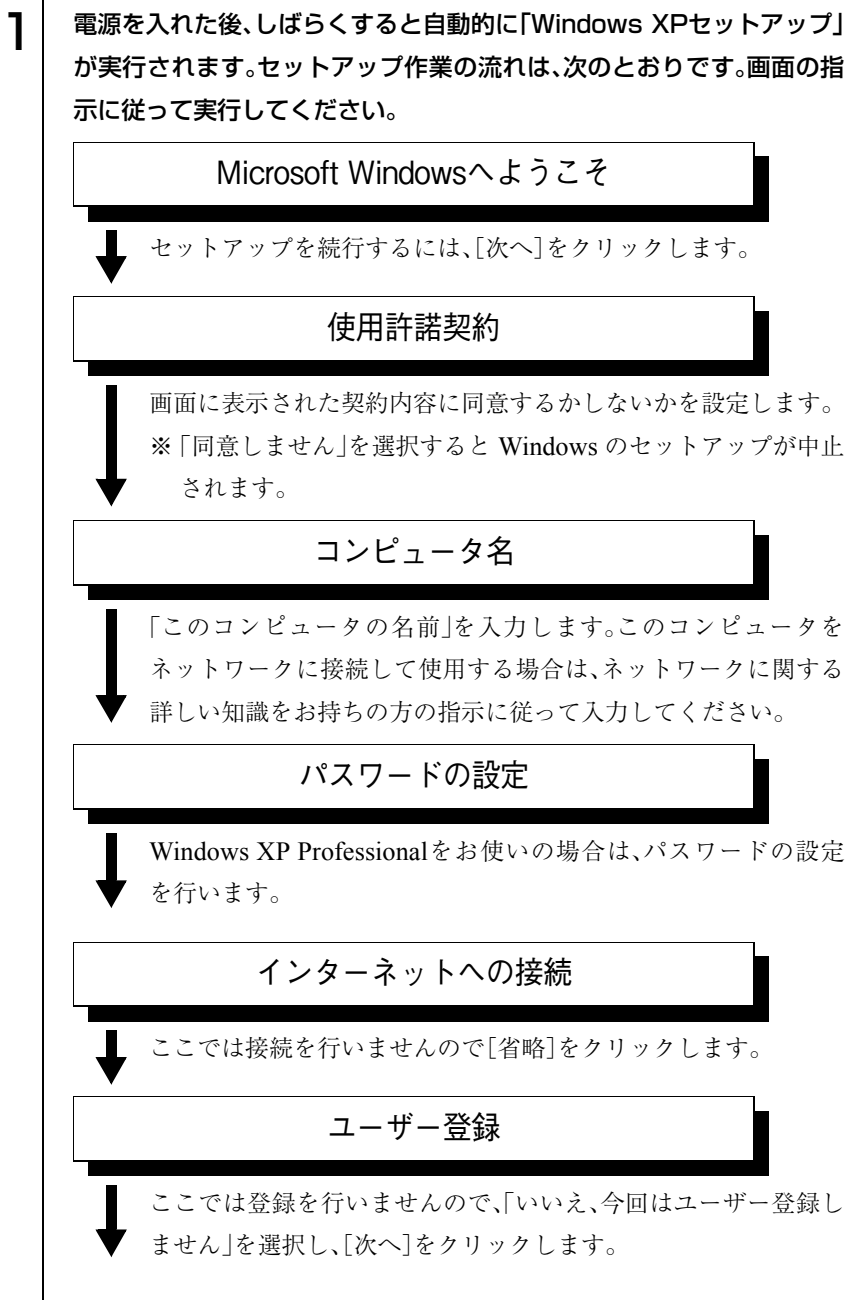 1
電源を入れた後、しばらくすると自動的に「Windows XPセットアップ」
が実行されます。セットアップ作業の流れは、次のとおりです。画面の指
示に従って実行してください。
Microsoft Windowsへようこそ
セットアップを続行するには、[次へ]をクリックします。
使用許諾契約
画面に表示された契約内容に同意するかしないかを設定します。
※「同意しません」を選択すると Windows のセットアップが中止
されます。
コンピュータ名
「このコンピュータの名前」を入力します。このコンピュータを
ネットワークに接続して使用する場合は、ネットワークに関する
詳しい知識をお持ちの方の指示に従って入力してください。
パスワードの設定
Windows XP Professionalをお使いの場合は、パスワードの設定
を行います。
インターネットへの接続
ここでは接続を行いませんので[省略]をクリックします。
ユーザー登録
ここでは登録を行いませんので、「いいえ、今回はユーザー登録し
ません」を選択し、[次へ]をクリックします。